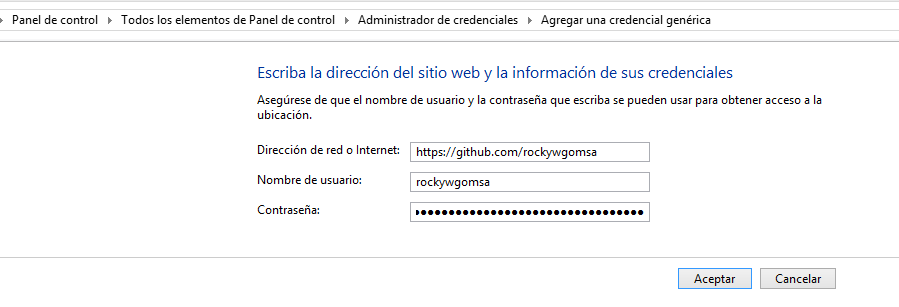 Panel de control Todos los elementos de Panel de control Administrador de credenciales Agregar una credencial genérica
Escriba la dirección del sitio web y la información de sus credenciales
Asegúrese de que el nombre de usuario y la contraseña que escriba se pueden usar para obtener acceso a la
ubicación.
Dirección de red o Internet: https://github.com/rockywgomsa
Nombre de usuario: rockywgomsa
Contraseña:
Aceptar Cancelar